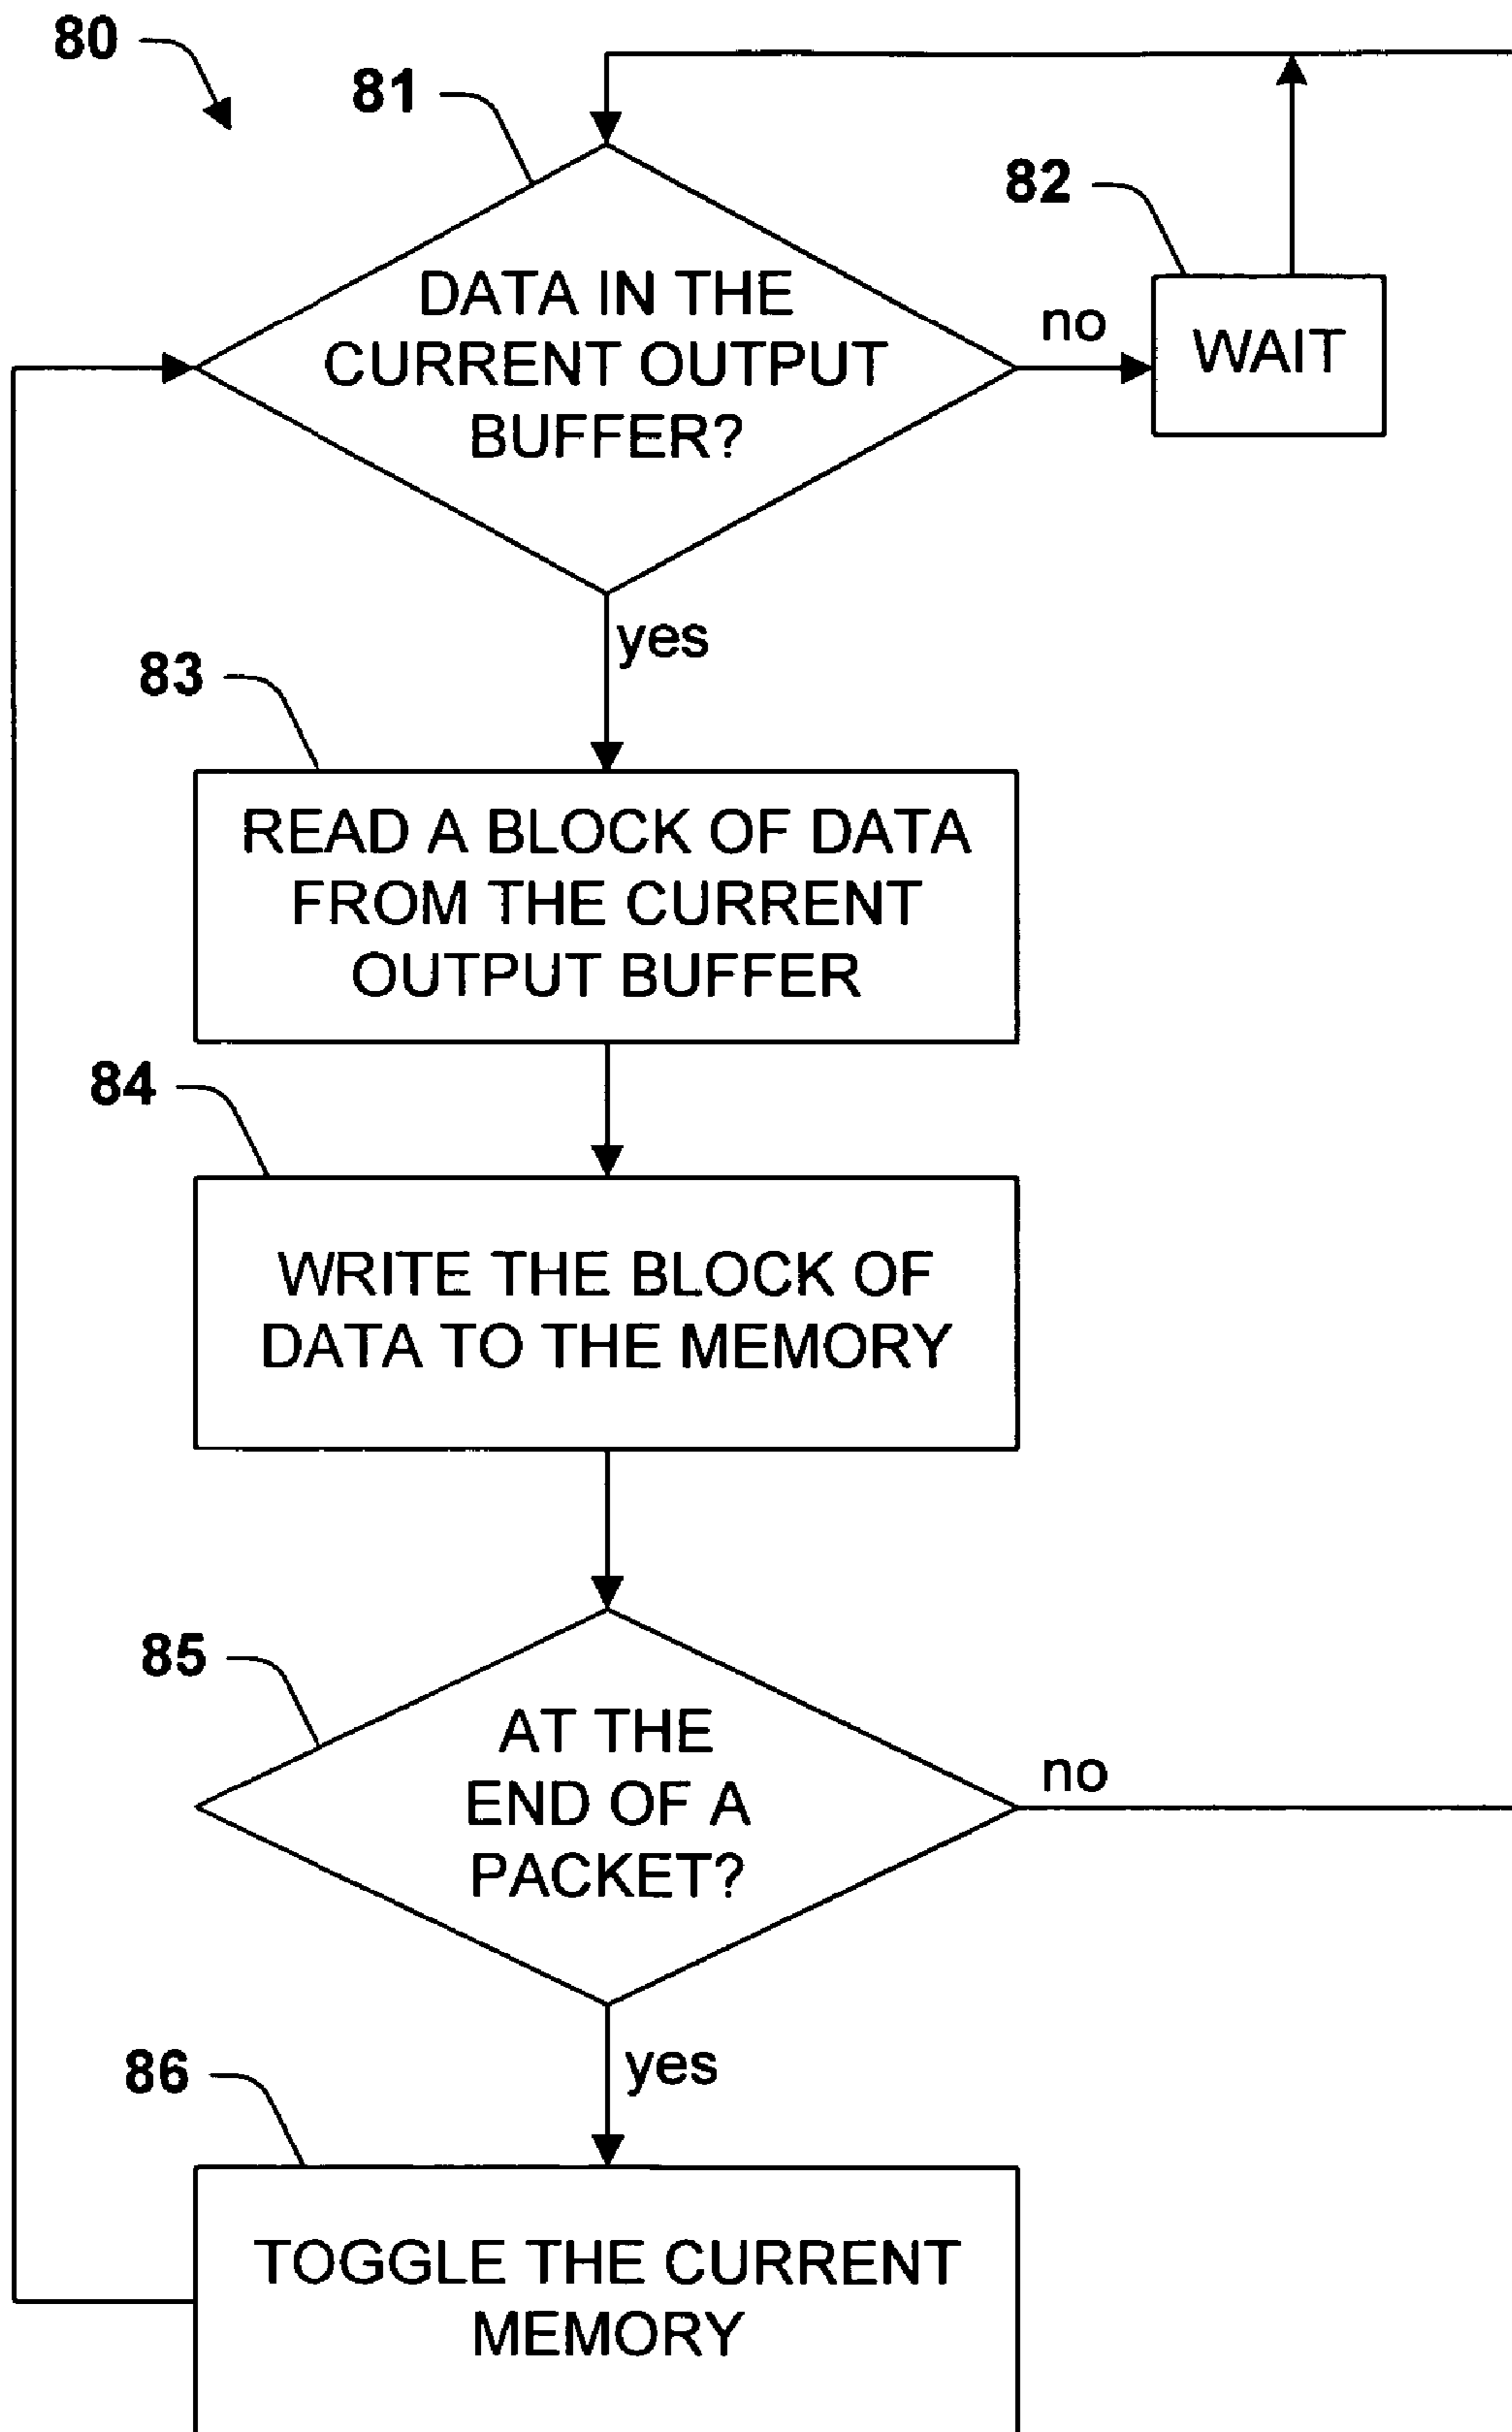 80
81
82
DATA IN THE
CURRENT OUTPUT
BUFFER?
no
WAIT
yes
83
READ A BLOCK OF DATA
FROM THE CURRENT
OUTPUT BUFFER
84
WRITE THE BLOCK OF
DATA TO THE MEMORY
85
AT THE
END OF A
PACKET?
no
yes
86
TOGGLE THE CURRENT
MEMORY